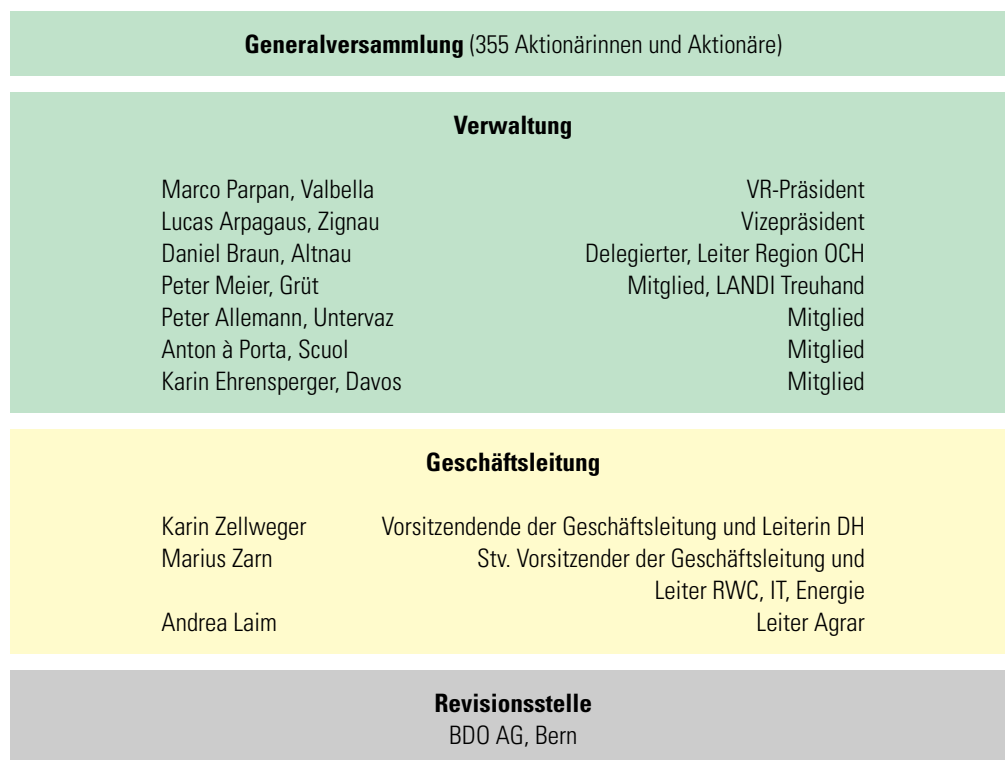 Generalversammlung (355 Aktionärinnen und Aktionäre)
Verwaltung
Marco Parpan, Valbella VR-Präsident
Lucas Arpagaus, Zignau Vizepräsident
Daniel Braun, Altnau Delegierter, Leiter Region OCH
Peter Meier, Grüt Mitglied, LANDI Treuhand
Peter Allemann, Untervaz Mitglied
Anton à Porta, Scuol Mitglied
Karin Ehrensperger, Davos Mitglied
Geschäftsleitung
Karin Zellweger Vorsitzendende der Geschäftsleitung und Leiterin DH
Marius Zarn Stv. Vorsitzender der Geschäftsleitung und
Leiter RWC, IT, Energie
Andrea Laim Leiter Agrar
Revisionsstelle
BDO AG, Bern